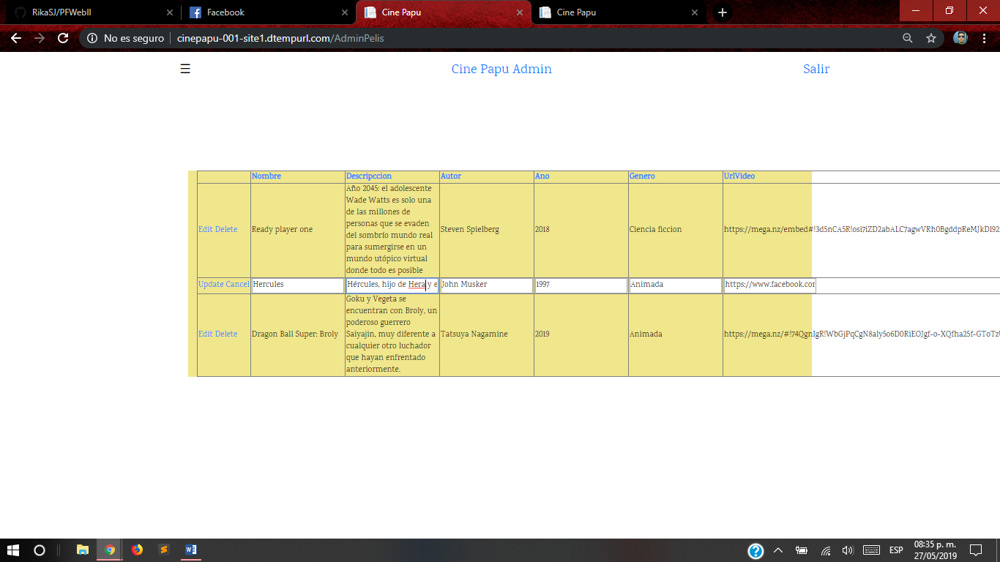 RikaSJ/PFWebII
Facebook
Cine Papu
Cine Papu
No es seguro
cinepapu-001-site1.dtempurl.com/AdminPelis
Cine Papu Admin
Salir
Nombre
Descripccion
Autor
Ano
Genero
UrlVideo
Edit Delete
Ready player one
Año 2045: el adolescente
Wade Watts es solo una
de las millones de
personas que se evaden
del sombrío mundo real
para sumergirse en un
mundo utópico virtual
donde todo es posible
Steven Spielberg
2018
Ciencia ficcion
https://mega.nz/embed#!3d5nCA5R!osi7iZD2abALC7agwVRh0BgddpReMJkDl92
Update Cancel
Hercules
Hércules, hijo de Hera y e
John Musker
1997
Animada
https://www.facebook.com
Edit Delete
Dragon Ball Super: Broly
Goku y Vegeta se
encuentran con Broly, un
poderoso guerrero
Saiyajin, muy diferente a
cualquier otro luchador
que hayan enfrentado
anteriormente.
Tatsuya Nagamine
2019
Animada
https://mega.nz/#!74QgnIgR!WbGjPqCgN8aly5o6D0RiEOJgf-o-XQfha25f-GToTzU
ESP
08:35 p. m.
27/05/2019